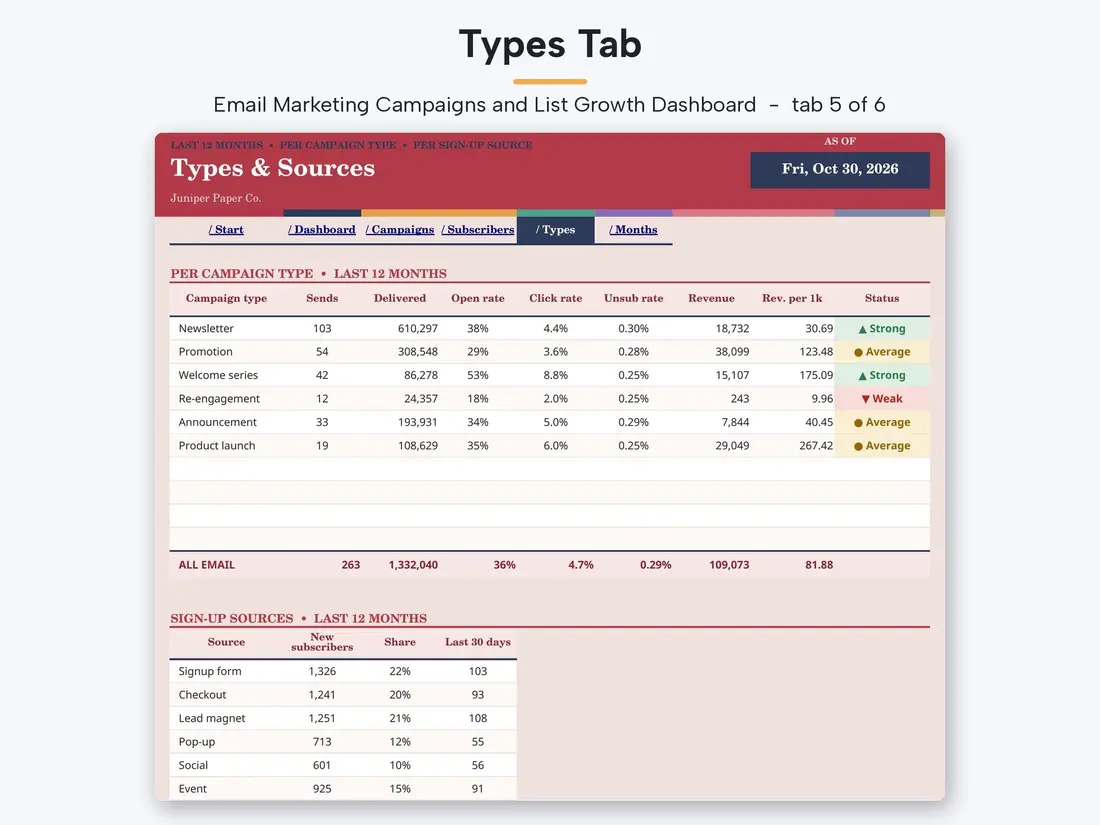 Types Tab
Email Marketing Campaigns and List Growth Dashboard - tab 5 of 6
LAST 12 MONTHS • PER CAMPAIGN TYPE • PER SIGN-UP SOURCE
AS OF
Types & Sources
Fri, Oct 30, 2026
Juniper Paper Co.
/ Start / Dashboard / Campaigns / Subscribers / Types / Months
PER CAMPAIGN TYPE • LAST 12 MONTHS
Campaign type Sends Delivered Open rate Click rate Unsub rate Revenue Rev. per 1k Status
Newsletter 103 610,297 38% 4.4% 0.30% 18,732 30.69 ▲ Strong
Promotion 54 308,548 29% 3.6% 0.28% 38,099 123.48 ● Average
Welcome series 42 86,278 53% 8.8% 0.25% 15,107 175.09 ▲ Strong
Re-engagement 12 24,357 18% 2.0% 0.25% 243 9.96 ▼ Weak
Announcement 33 193,931 34% 5.0% 0.29% 7,844 40.45 ● Average
Product launch 19 108,629 35% 6.0% 0.25% 29,049 267.42 ● Average
ALL EMAIL 263 1,332,040 36% 4.7% 0.29% 109,073 81.88
SIGN-UP SOURCES • LAST 12 MONTHS
Source New subscribers Share Last 30 days
Signup form 1,326 22% 103
Checkout 1,241 20% 93
Lead magnet 1,251 21% 108
Pop-up 713 12% 55
Social 601 10% 56
Event 925 15% 91